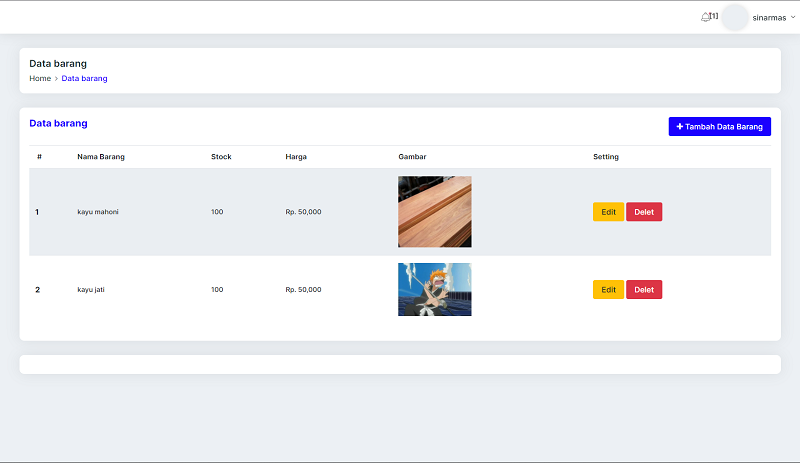 [1] sinarmas
Data barang
Home > Data barang
Data barang
+ Tambah Data Barang
# Nama Barang Stock Harga Gambar Setting
1 kayu mahoni 100 Rp. 50,000 Edit Delet
2 kayu jati 100 Rp. 50,000 Edit Delet